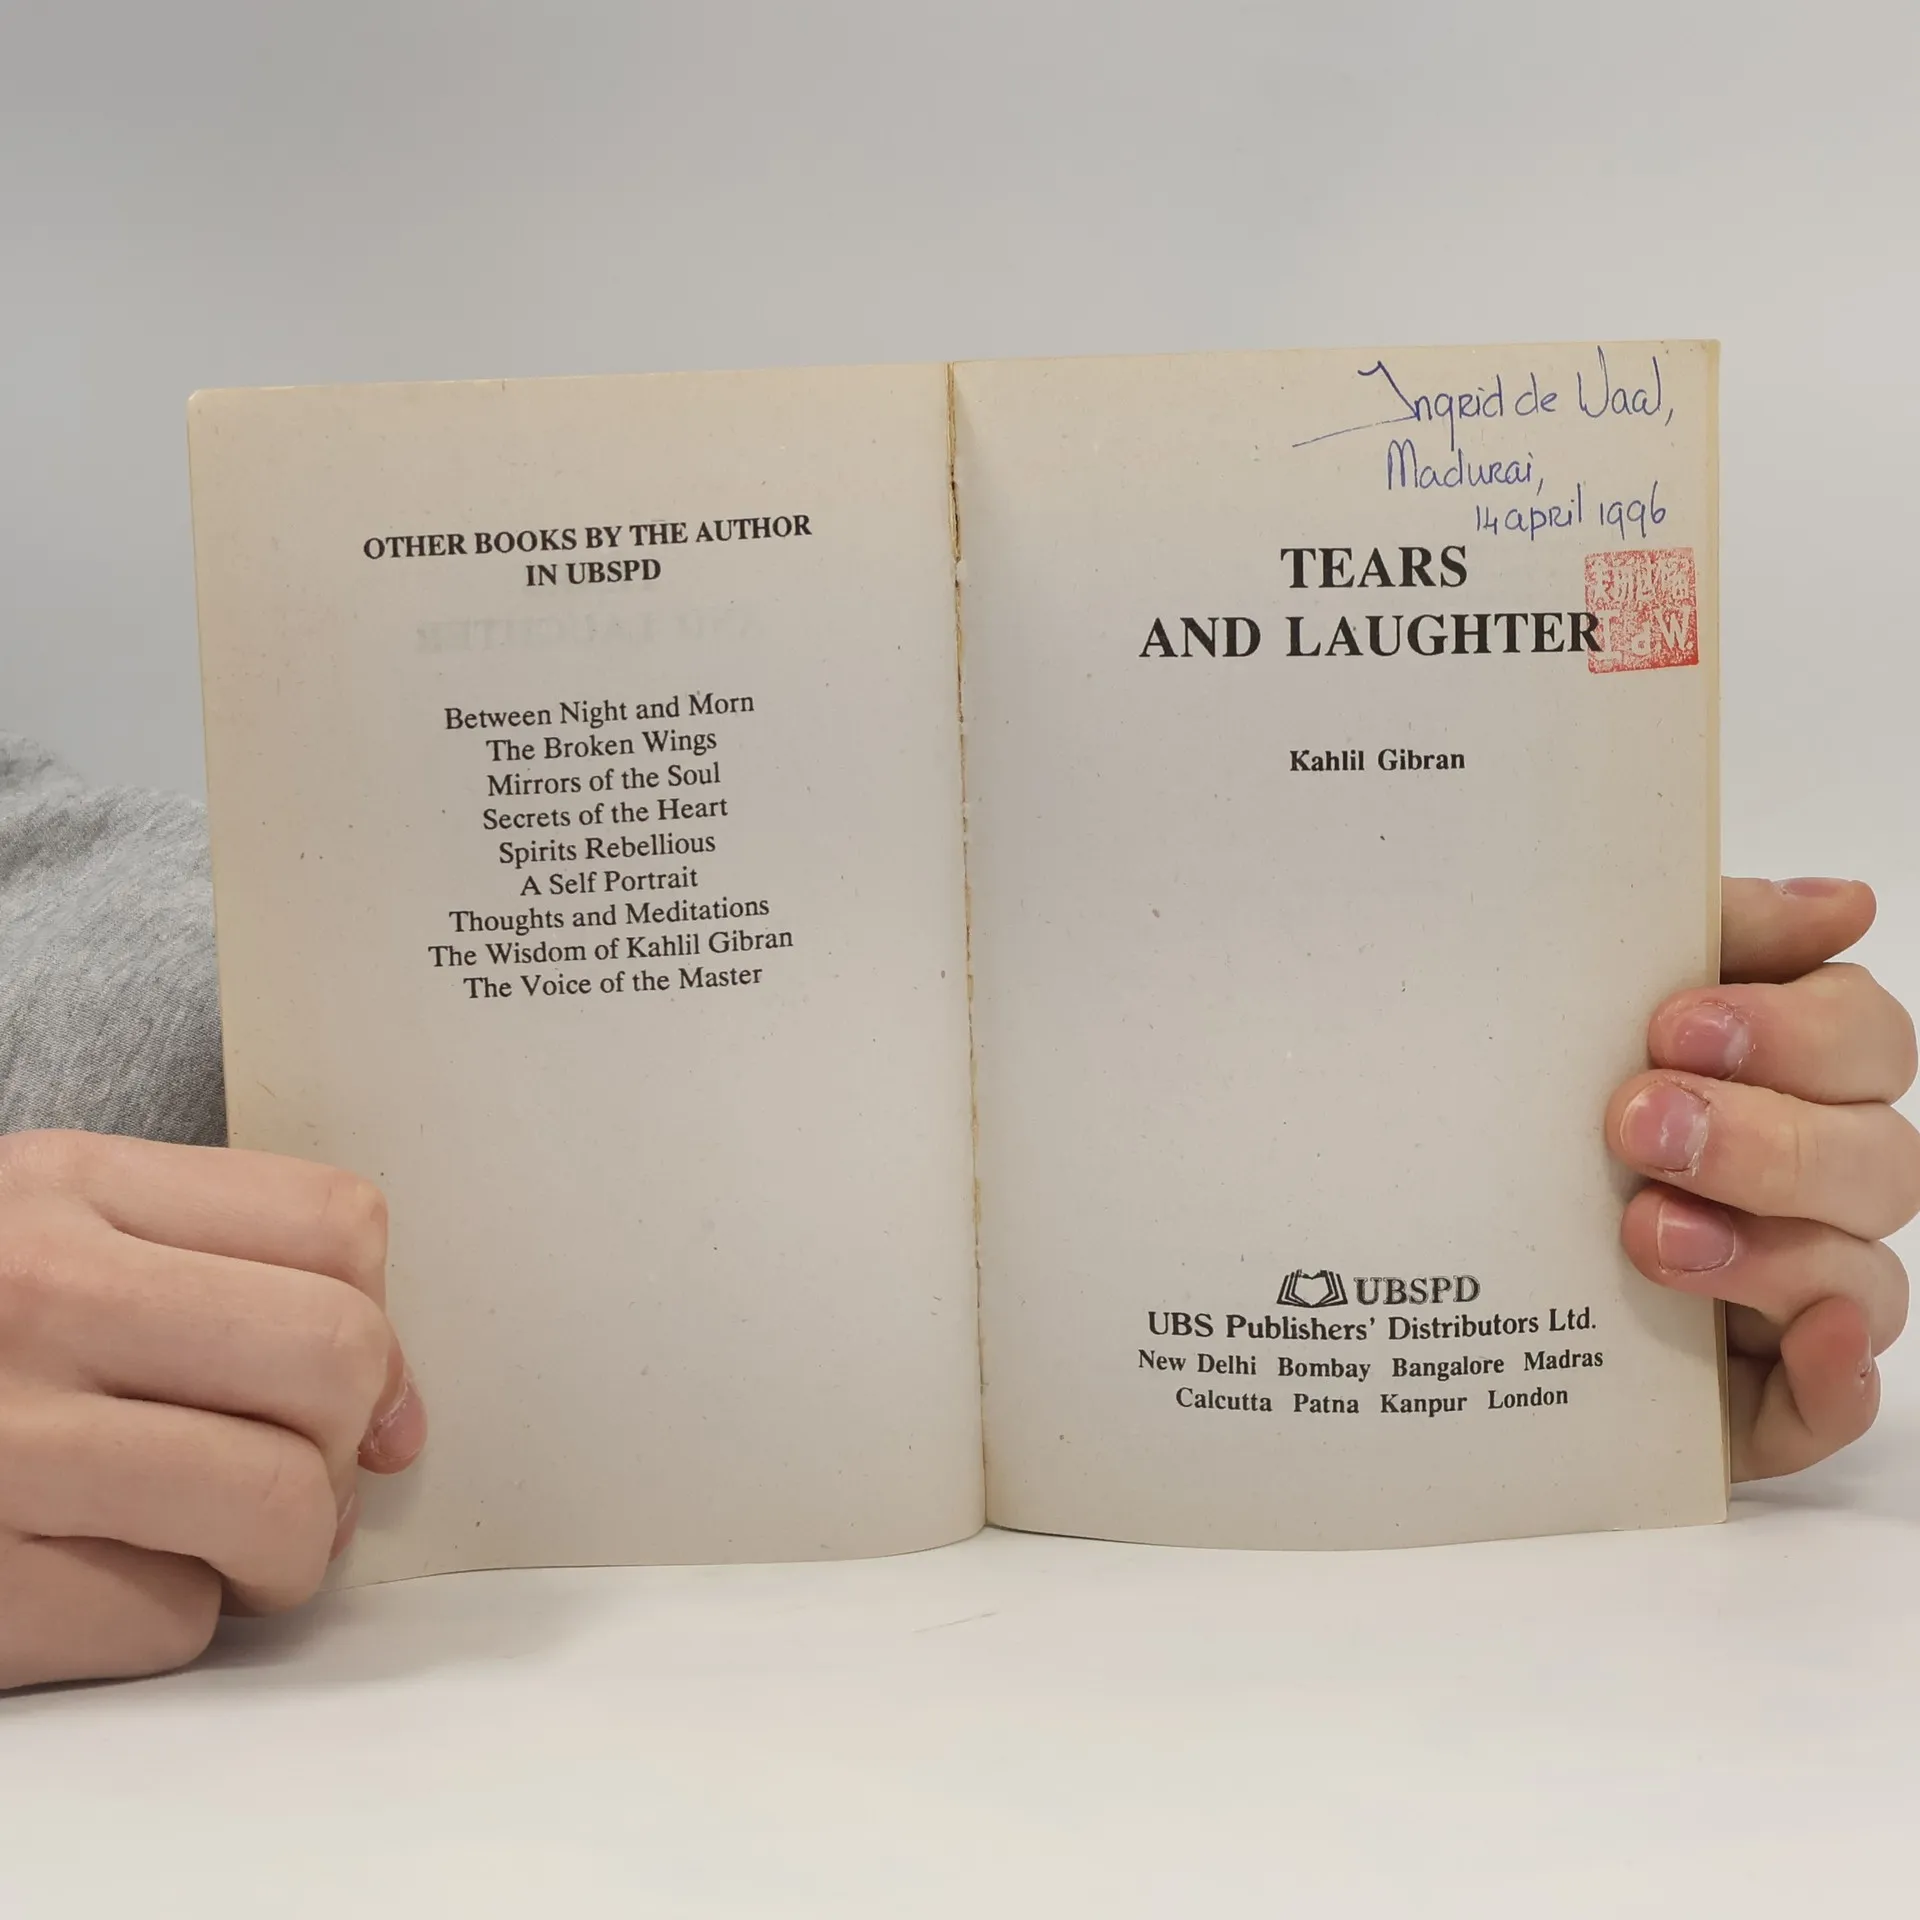 OTHER BOOKS BY THE AUTHOR
IN UBSPD
Between Night and Morn
The Broken Wings
Mirrors of the Soul
Secrets of the Heart
Spirits Rebellious
A Self Portrait
Thoughts and Meditations
The Wisdom of Kahlil Gibran
The Voice of the Master
Ingrid de Waal,
Madurai,
14 april 1996
TEARS
AND LAUGHTER
I.d.W.
Kahlil Gibran
UBSPD
UBS Publishers' Distributors Ltd.
New Delhi Bombay Bangalore Madras
Calcutta Patna Kanpur London